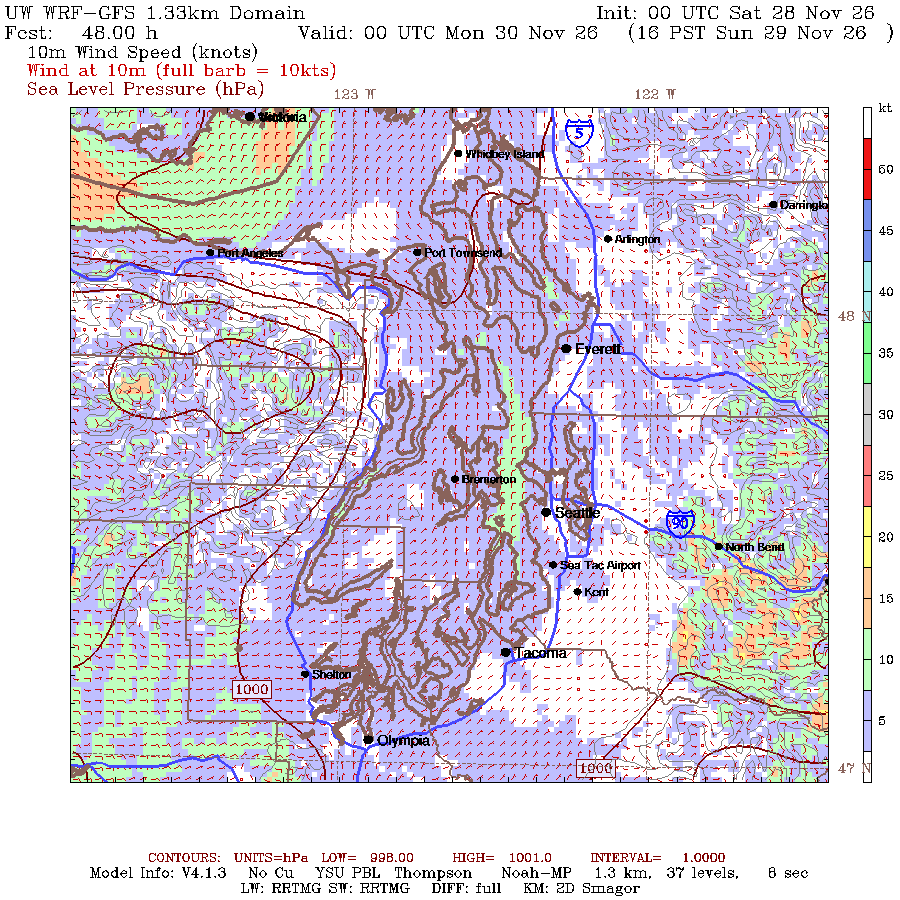 UW WRF-GFS 1.33km Domain Init: 00 UTC Sat 28 Nov 26
Fcst: 48.00 h Valid: 00 UTC Mon 30 Nov 26 (16 PST Sun 29 Nov 26 )
10m Wind Speed (knots)
Wind at 10m (full barb = 10kts)
Sea Level Pressure (hPa)
123 W 122 W
kt
Victoria
5
Whidbey Island
60
Darringto
45
Arlington
Port Angeles
Port Townsend
40
48 N
Everett
35
30
25
Bremerton
Seattle
90
20
North Bend
Sea Tac Airport
Kent
15
Tacoma
10
Shelton
1000
5
Olympia
1000
47 N
CONTOURS: UNITS=hPa LOW= 998.00 HIGH= 1001.0 INTERVAL= 1.0000
Model Info: V4.1.3 No Cu YSU PBL Thompson Noah-MP 1.3 km, 37 levels, 8 sec
LW: RRTMG SW: RRTMG DIFF: full KM: 2D Smagor